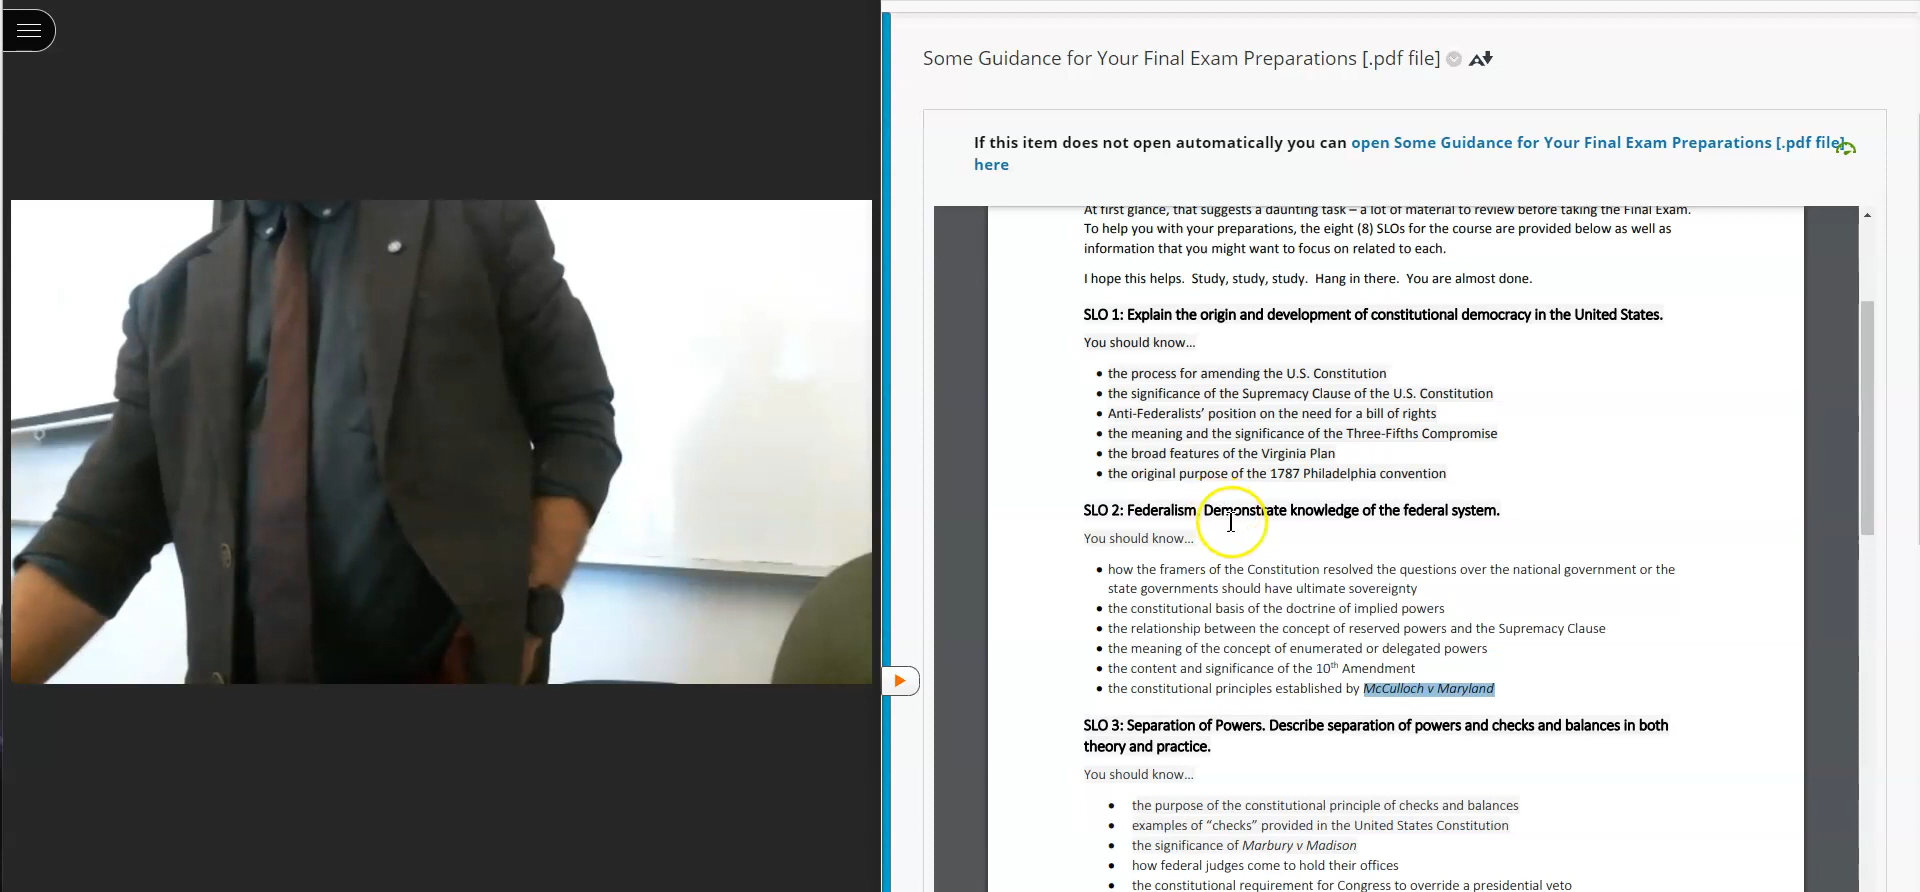 Some Guidance for Your Final Exam Preparations [.pdf file]
If this item does not open automatically you can open Some Guidance for Your Final Exam Preparations [.pdf file]
here
At first glance, that suggests a daunting task – a lot of material to review before taking the Final Exam.
To help you with your preparations, the eight (8) SLOs for the course are provided below as well as
information that you might want to focus on related to each.
I hope this helps.  Study, study, study.  Hang in there.  You are almost done.
SLO 1: Explain the origin and development of constitutional democracy in the United States.
You should know…
• the process for amending the U.S. Constitution
• the significance of the Supremacy Clause of the U.S. Constitution
• Anti-Federalists’ position on the need for a bill of rights
• the meaning and the significance of the Three-Fifths Compromise
• the broad features of the Virginia Plan
• the original purpose of the 1787 Philadelphia convention
SLO 2: Federalism. Demonstrate knowledge of the federal system.
You should know…
• how the framers of the Constitution resolved the questions over the national government or the
state governments should have ultimate sovereignty
• the constitutional basis of the doctrine of implied powers
• the relationship between the concept of reserved powers and the Supremacy Clause
• the meaning of the concept of enumerated or delegated powers
• the content and significance of the 10th Amendment
• the constitutional principles established by McCulloch v Maryland
SLO 3: Separation of Powers. Describe separation of powers and checks and balances in both
theory and practice.
You should know…
• the purpose of the constitutional principle of checks and balances
• examples of “checks” provided in the United States Constitution
• the significance of Marbury v Madison
• how federal judges come to hold their offices
• the constitutional requirement for Congress to override a presidential veto